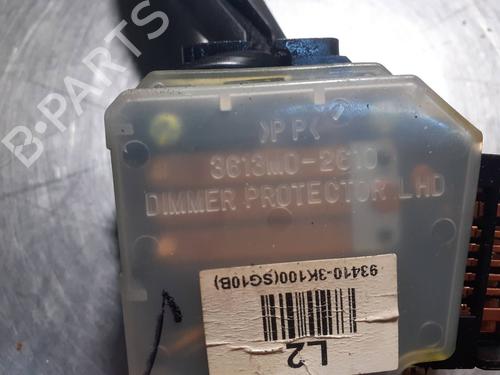 >PP<
3613M0-2G10
DIMMER PROTECTOR LHD
93410-3K100(SG10B)
L2
B-PARTS